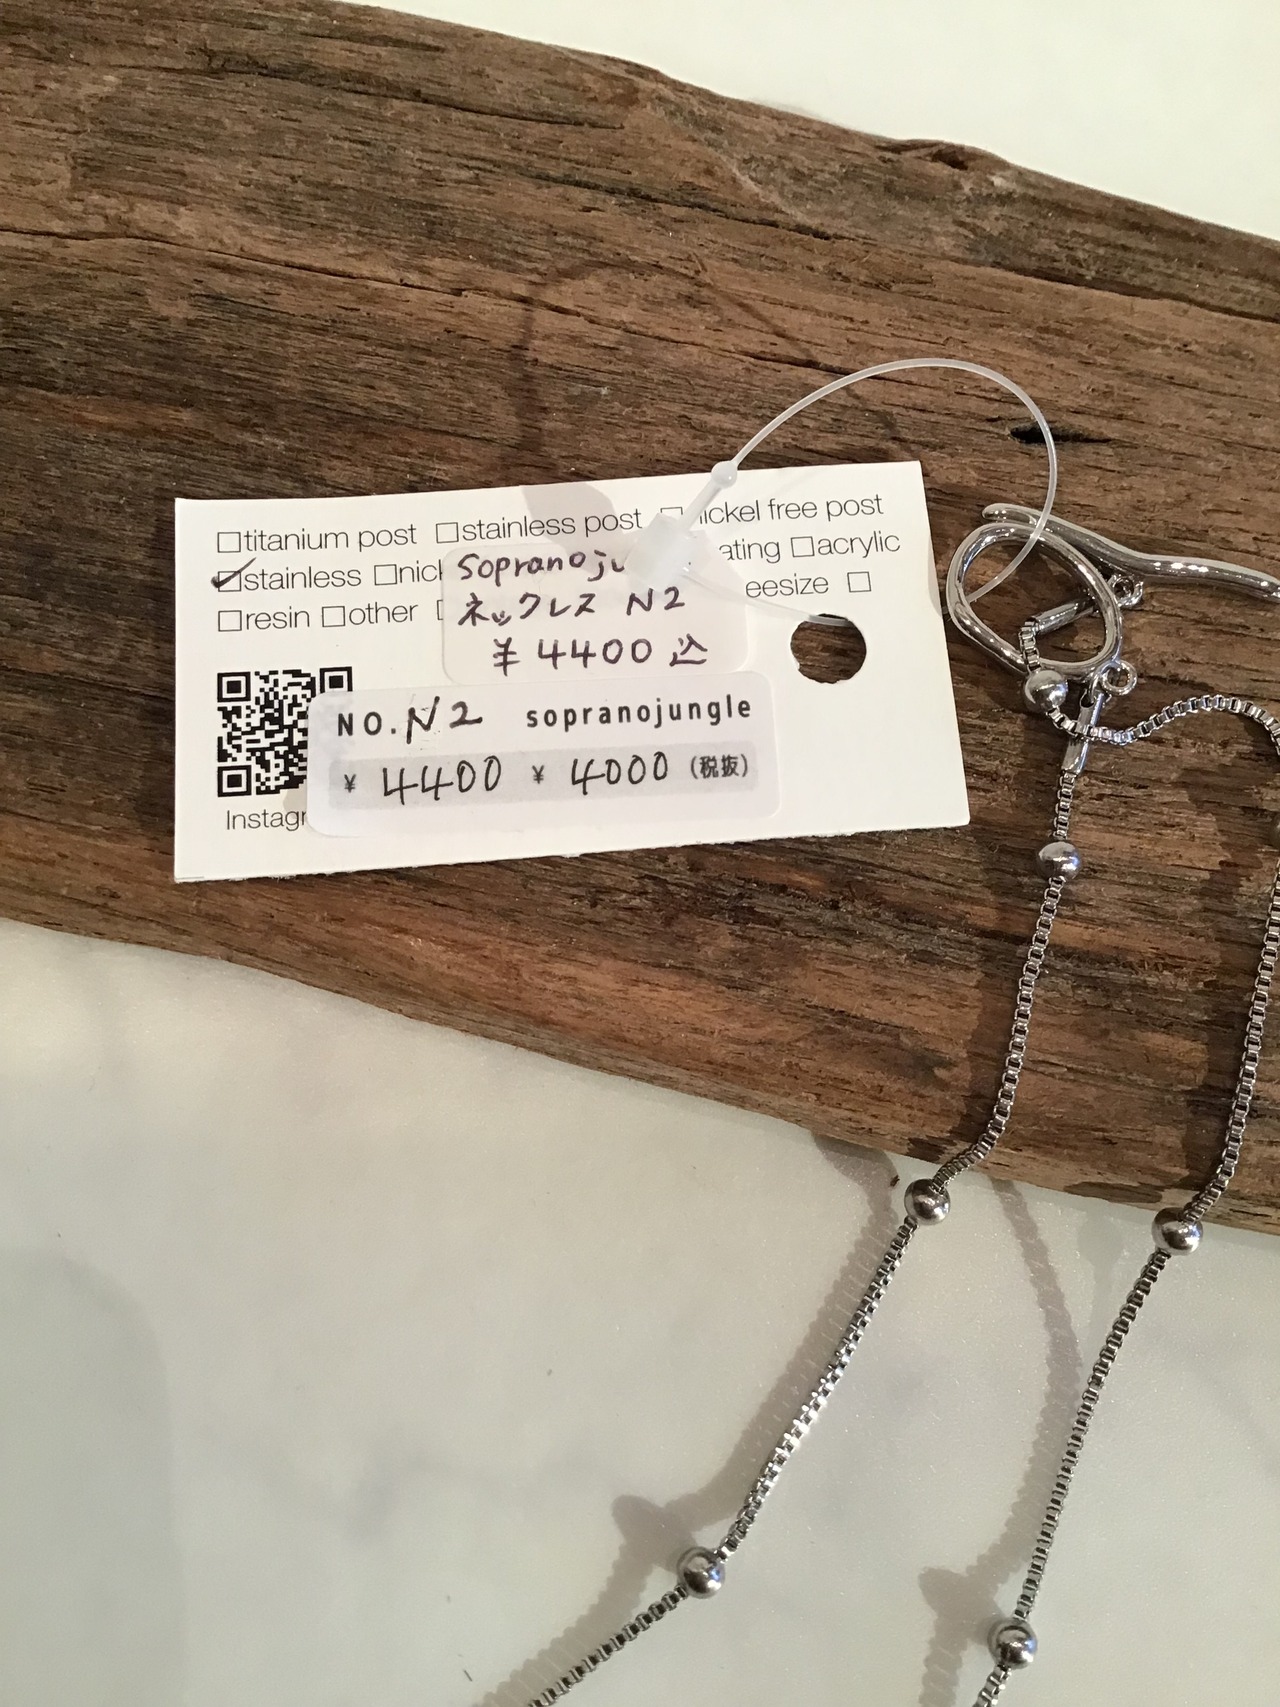 □titanium post □stainless post □nickel free post
☑stainless □nick ating □acrylic
□resin □other □ eesize □
sopranoju
ネックレス N2
¥4400込
NO. N2 sopranojungle
¥ 4400 ¥ 4000 (税抜)
Instagr